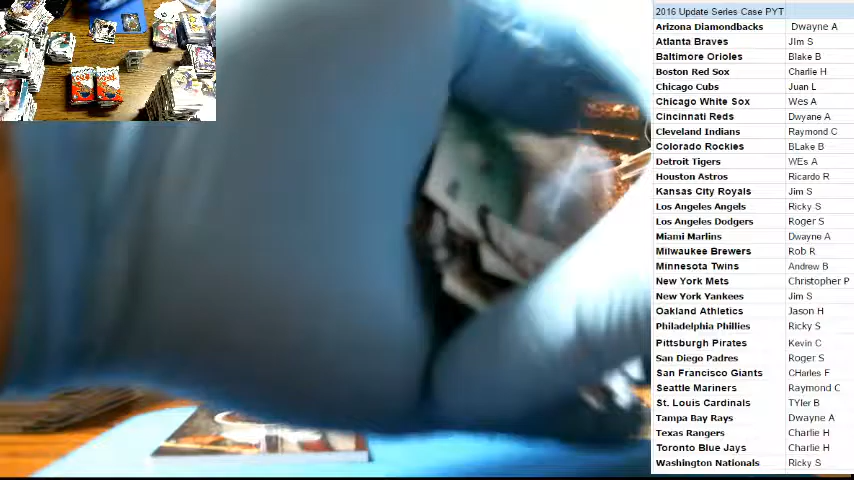 2016 Update Series Case PYT
Arizona Diamondbacks Dwayne A
Atlanta Braves JIm S
Baltimore Orioles Blake B
Boston Red Sox Charlie H
Chicago Cubs Juan L
Chicago White Sox Wes A
Cincinnati Reds Dwyane A
Cleveland Indians Raymond C
Colorado Rockies BLake B
Detroit Tigers WEs A
Houston Astros Ricardo R
Kansas City Royals Jim S
Los Angeles Angels Ricky S
Los Angeles Dodgers Roger S
Miami Marlins Dwayne A
Milwaukee Brewers Rob R
Minnesota Twins Andrew B
New York Mets Christopher P
New York Yankees Jim S
Oakland Athletics Jason H
Philadelphia Phillies Ricky S
Pittsburgh Pirates Kevin C
San Diego Padres Roger S
San Francisco Giants CHarles F
Seattle Mariners Raymond C
St. Louis Cardinals TYler B
Tampa Bay Rays Dwayne A
Texas Rangers Charlie H
Toronto Blue Jays Charlie H
Washington Nationals Ricky S